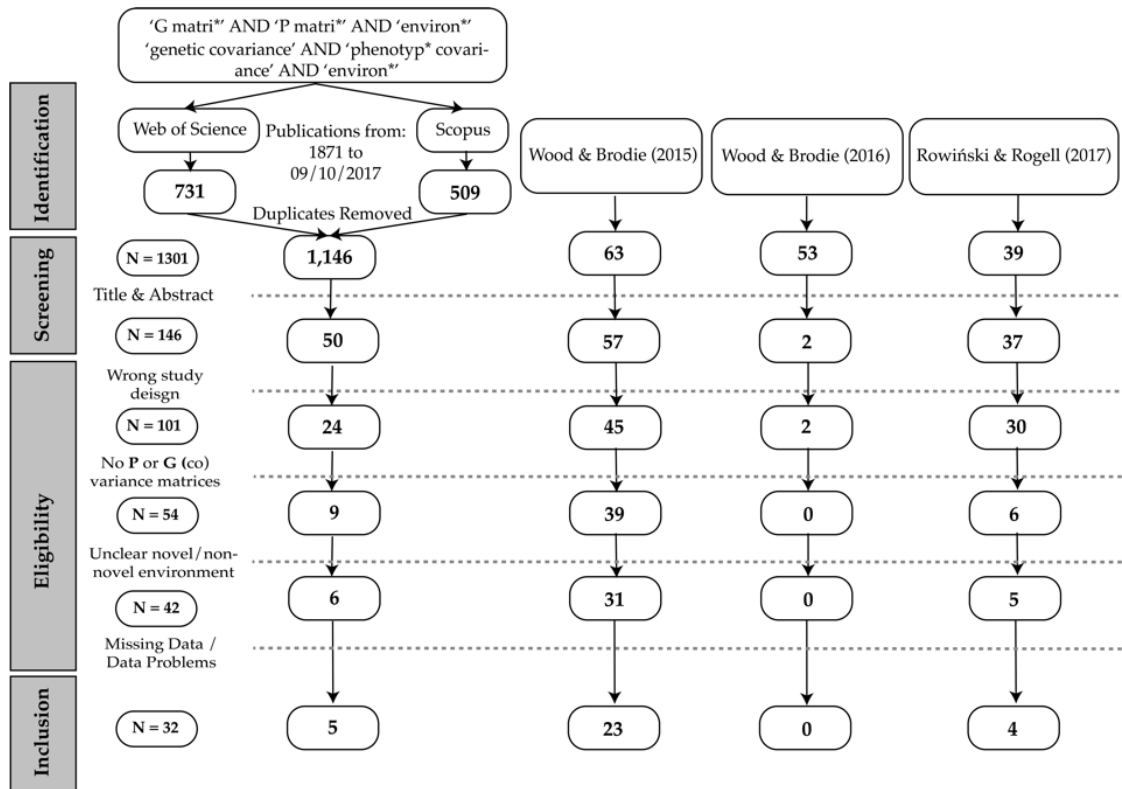 'G matri*' AND 'P matri*' AND 'environ*'
'genetic covariance' AND 'phenotyp* covari-
ance' AND 'environ*'
Identification
Web of Science
Publications from:
1871 to
09/10/2017
Scopus
731
509
Duplicates Removed
Wood & Brodie (2015)
Wood & Brodie (2016)
Rowiński & Rogell (2017)
Screening
N = 1301
1,146
63
53
39
Title & Abstract
N = 146
50
57
2
37
Eligibility
Wrong study
deisgn
N = 101
24
45
2
30
No P or G (co)
variance matrices
N = 54
9
39
0
6
Unclear novel/non-
novel environment
N = 42
6
31
0
5
Missing Data /
Data Problems
Inclusion
N = 32
5
23
0
4